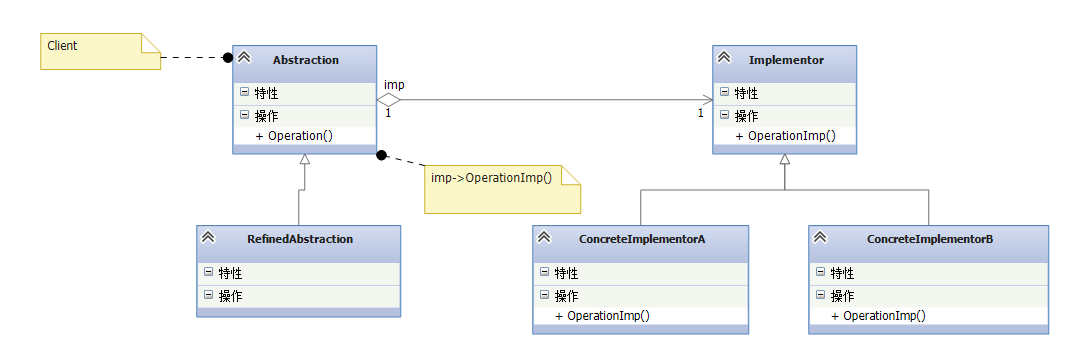 Client
Abstraction
特性
操作
+ Operation()
imp
1
1
Implementor
特性
操作
+ OperationImp()
imp->OperationImp()
RefinedAbstraction
特性
操作
ConcreteImplementorA
特性
操作
+ OperationImp()
ConcreteImplementorB
特性
操作
+ OperationImp()